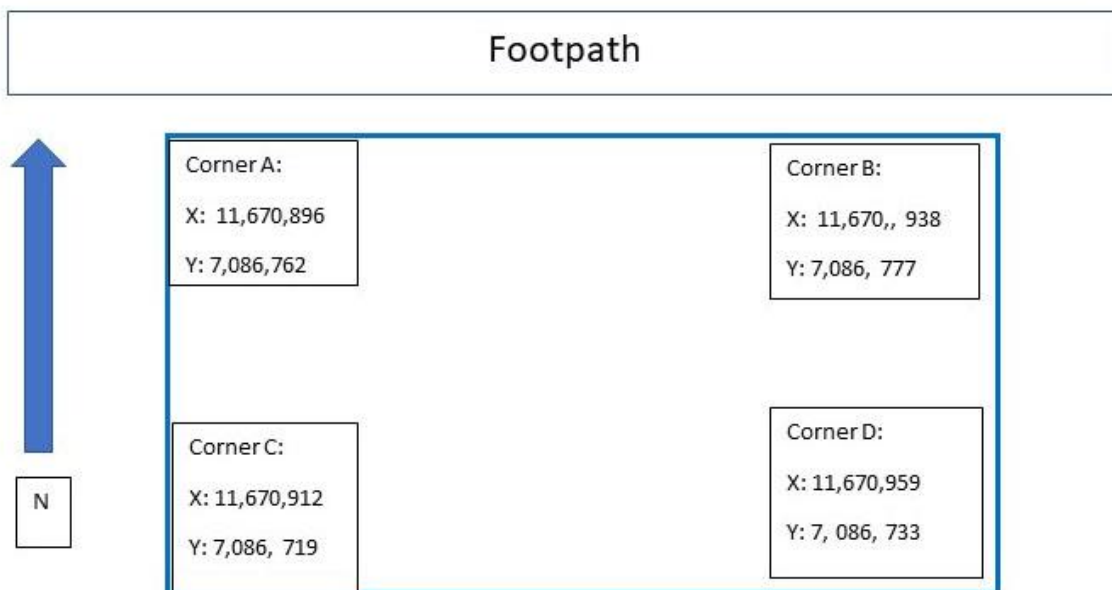 Footpath
Corner A:
X: 11,670,896
Y: 7,086,762
Corner B:
X: 11,670,, 938
Y: 7,086, 777
Corner C:
X: 11,670,912
Y: 7,086, 719
Corner D:
X: 11,670,959
Y: 7, 086, 733
N